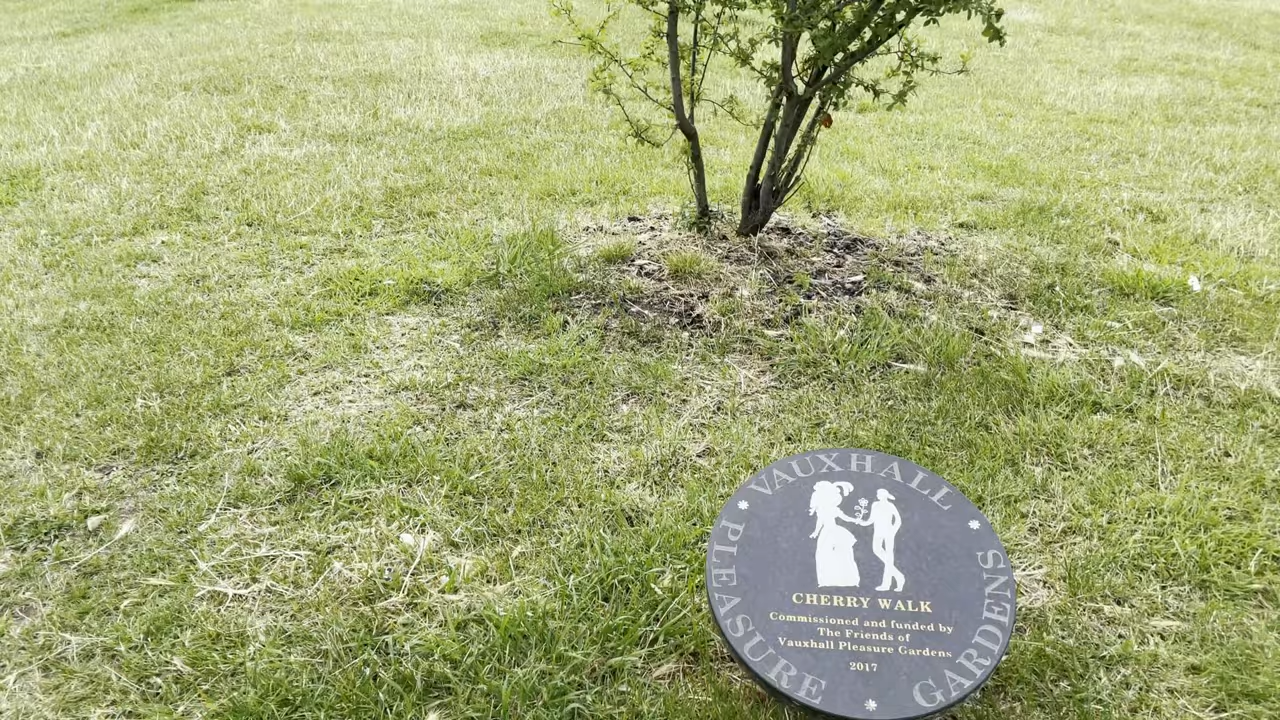 VAUXHALL
PLEASURE
GARDENS
CHERRY WALK
Commissioned and funded by
The Friends of
Vauxhall Pleasure Gardens
2017